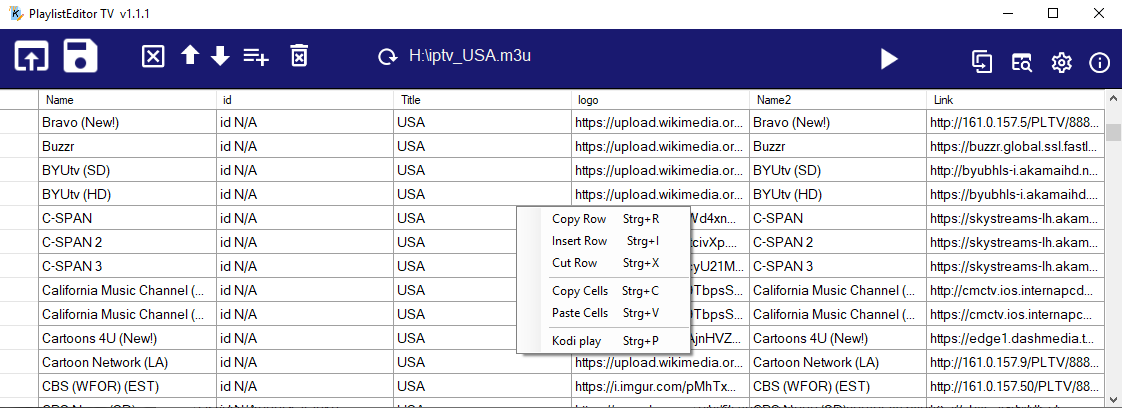 PlaylistEditor TV v1.1.1
H:\iptv_USA.m3u
Name id Title logo Name2 Link
Bravo (New!) id N/A USA https://upload.wikimedia.or... Bravo (New!) http://161.0.157.5/PLTV/888...
Buzzr id N/A USA https://upload.wikimedia.or... Buzzr https://buzzr.global.ssl.fastl...
BYUtv (SD) id N/A USA https://upload.wikimedia.or... BYUtv (SD) http://byubhls-i.akamaihd.n...
BYUtv (HD) id N/A USA https://upload.wikimedia.or... BYUtv (HD) https://byubhls-i.akamaihd....
C-SPAN id N/A USA Wd4xn... C-SPAN https://skystreams-lh.akam...
C-SPAN 2 id N/A USA tcivXp... C-SPAN 2 https://skystreams-lh.akam...
C-SPAN 3 id N/A USA cyU21M... C-SPAN 3 https://skystreams-lh.akam...
California Music Channel (... id N/A USA 0TbpsS... California Music Channel (... http://cmctv.ios.internapcd...
California Music Channel (... id N/A USA 0TbpsS... California Music Channel (... https://cmctv.ios.internapc...
Cartoons 4U (New!) id N/A USA AjnHVZ... Cartoons 4U (New!) https://edge1.dashmedia.t...
Cartoon Network (LA) id N/A USA https://upload.wikimedia.or... Cartoon Network (LA) http://161.0.157.9/PLTV/888...
CBS (WFOR) (EST) id N/A USA https://i.imgur.com/pMhTx... CBS (WFOR) (EST) http://161.0.157.50/PLTV/88...
Copy Row Strg+R
Insert Row Strg+I
Cut Row Strg+X
Copy Cells Strg+C
Paste Cells Strg+V
Kodi play Strg+P